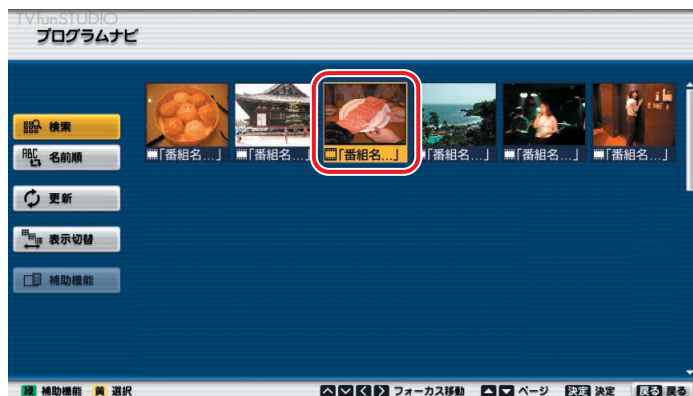 TVfunSTUDIO
プログラムナビ
検索
ABC 名前順
更新
表示切替
補助機能
「番組名...」
「番組名...」
「番組名...」
「番組名...」
「番組名...」
「番組名...」
緑 補助機能 黄 選択 フォーカス移動 ページ 決定 決定 戻る 戻る